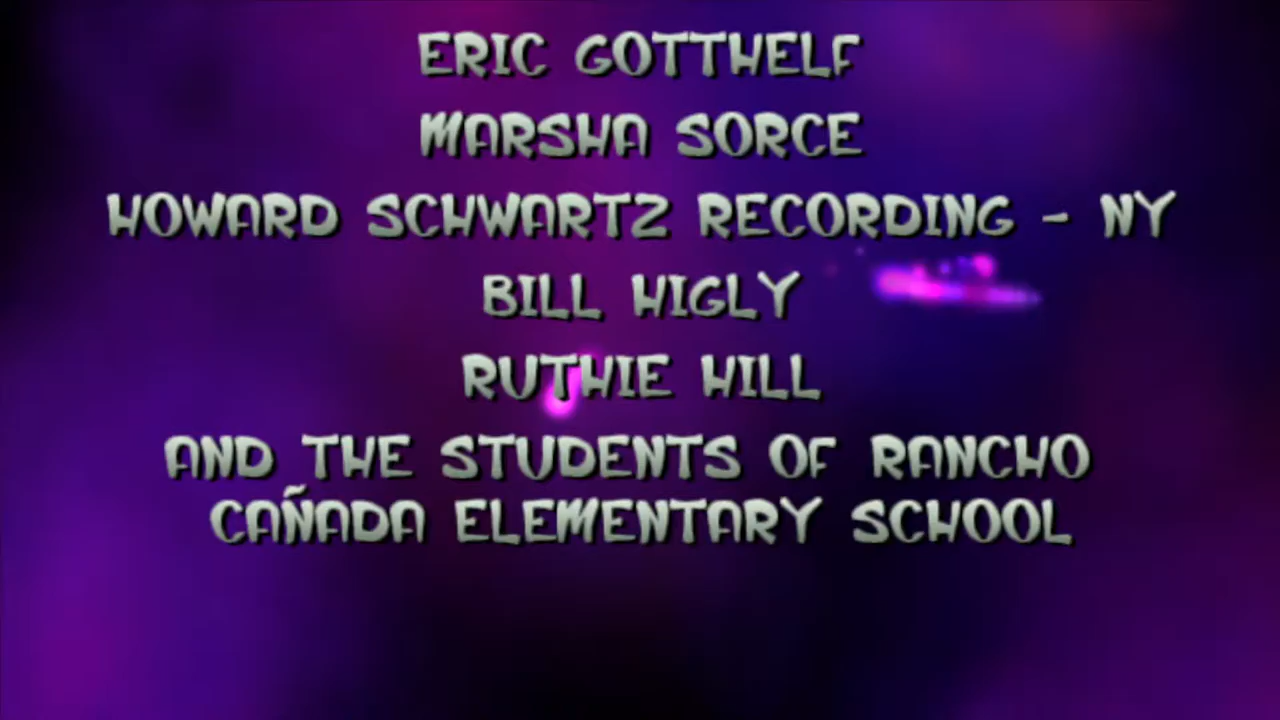 ERIC GOTTHELF
MARSHA SORCE
HOWARD SCHWARTZ RECORDING - NY
BILL HIGLY
RUTHIE HILL
AND THE STUDENTS OF RANCHO
CAÑADA ELEMENTARY SCHOOL